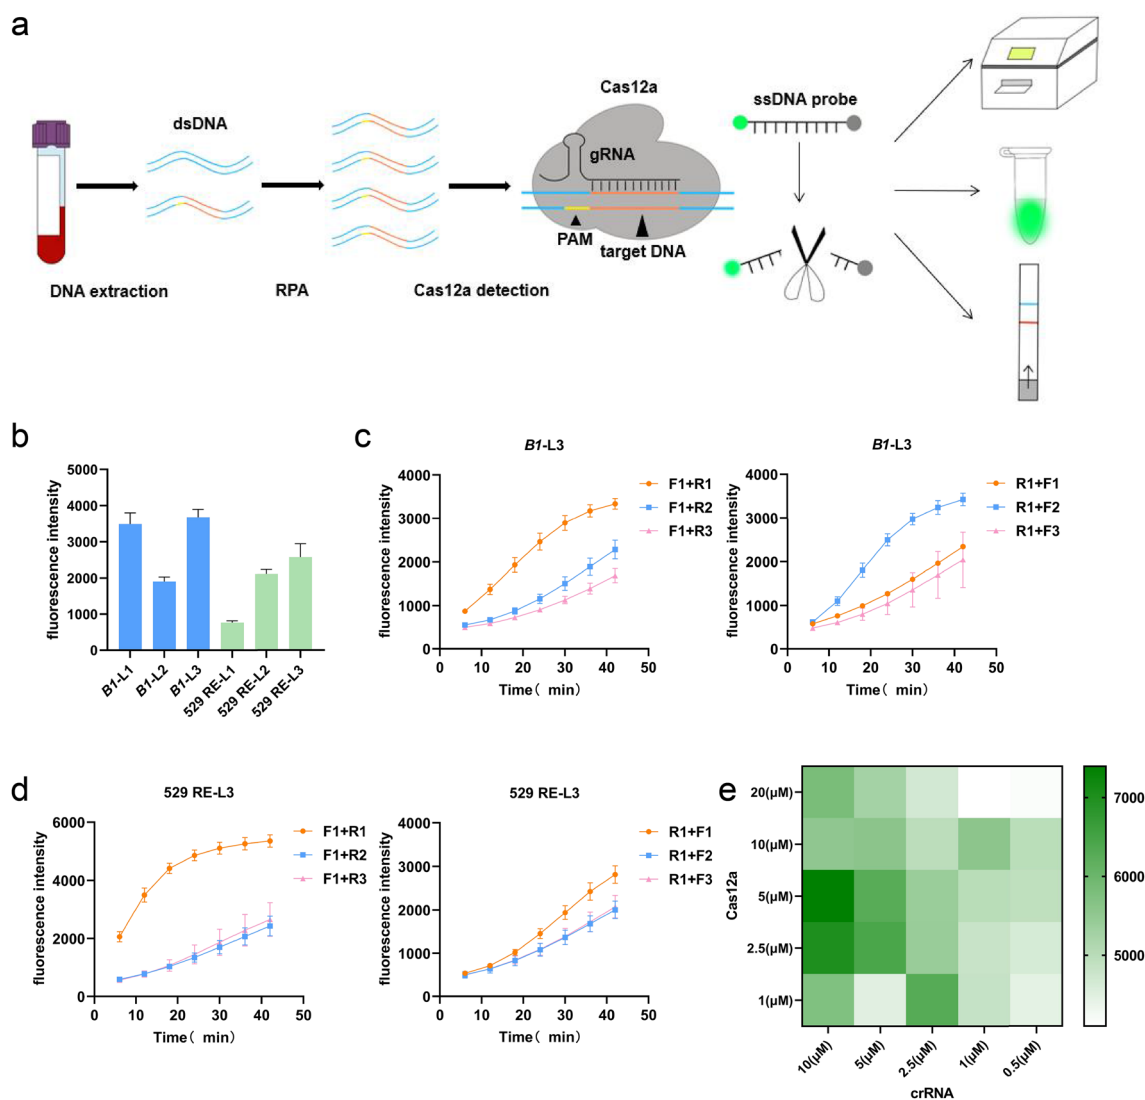 a
Cas12a
ssDNA probe
dsDNA
gRNA
PAM
target DNA
DNA extraction
RPA
Cas12a detection
b
fluorescence intensity
5000
4000
3000
2000
1000
0
B1-L1
B1-L2
B1-L3
529 RE-L1
529 RE-L2
529 RE-L3
c
B1-L3
fluorescence intensity
4000
3000
2000
1000
0
0 10 20 30 40 50
Time( min)
F1+R1
F1+R2
F1+R3
B1-L3
fluorescence intensity
4000
3000
2000
1000
0
0 10 20 30 40 50
Time( min)
R1+F1
R1+F2
R1+F3
d
529 RE-L3
fluorescence intensity
6000
4000
2000
0
0 10 20 30 40 50
Time( min)
F1+R1
F1+R2
F1+R3
529 RE-L3
fluorescence intensity
4000
3000
2000
1000
0
0 10 20 30 40 50
Time( min)
R1+F1
R1+F2
R1+F3
e
Cas12a
20(μM)
10(μM)
5(μM)
2.5(μM)
1(μM)
10(μM)
5(μM)
2.5(μM)
1(μM)
0.5(μM)
crRNA
7000
6000
5000